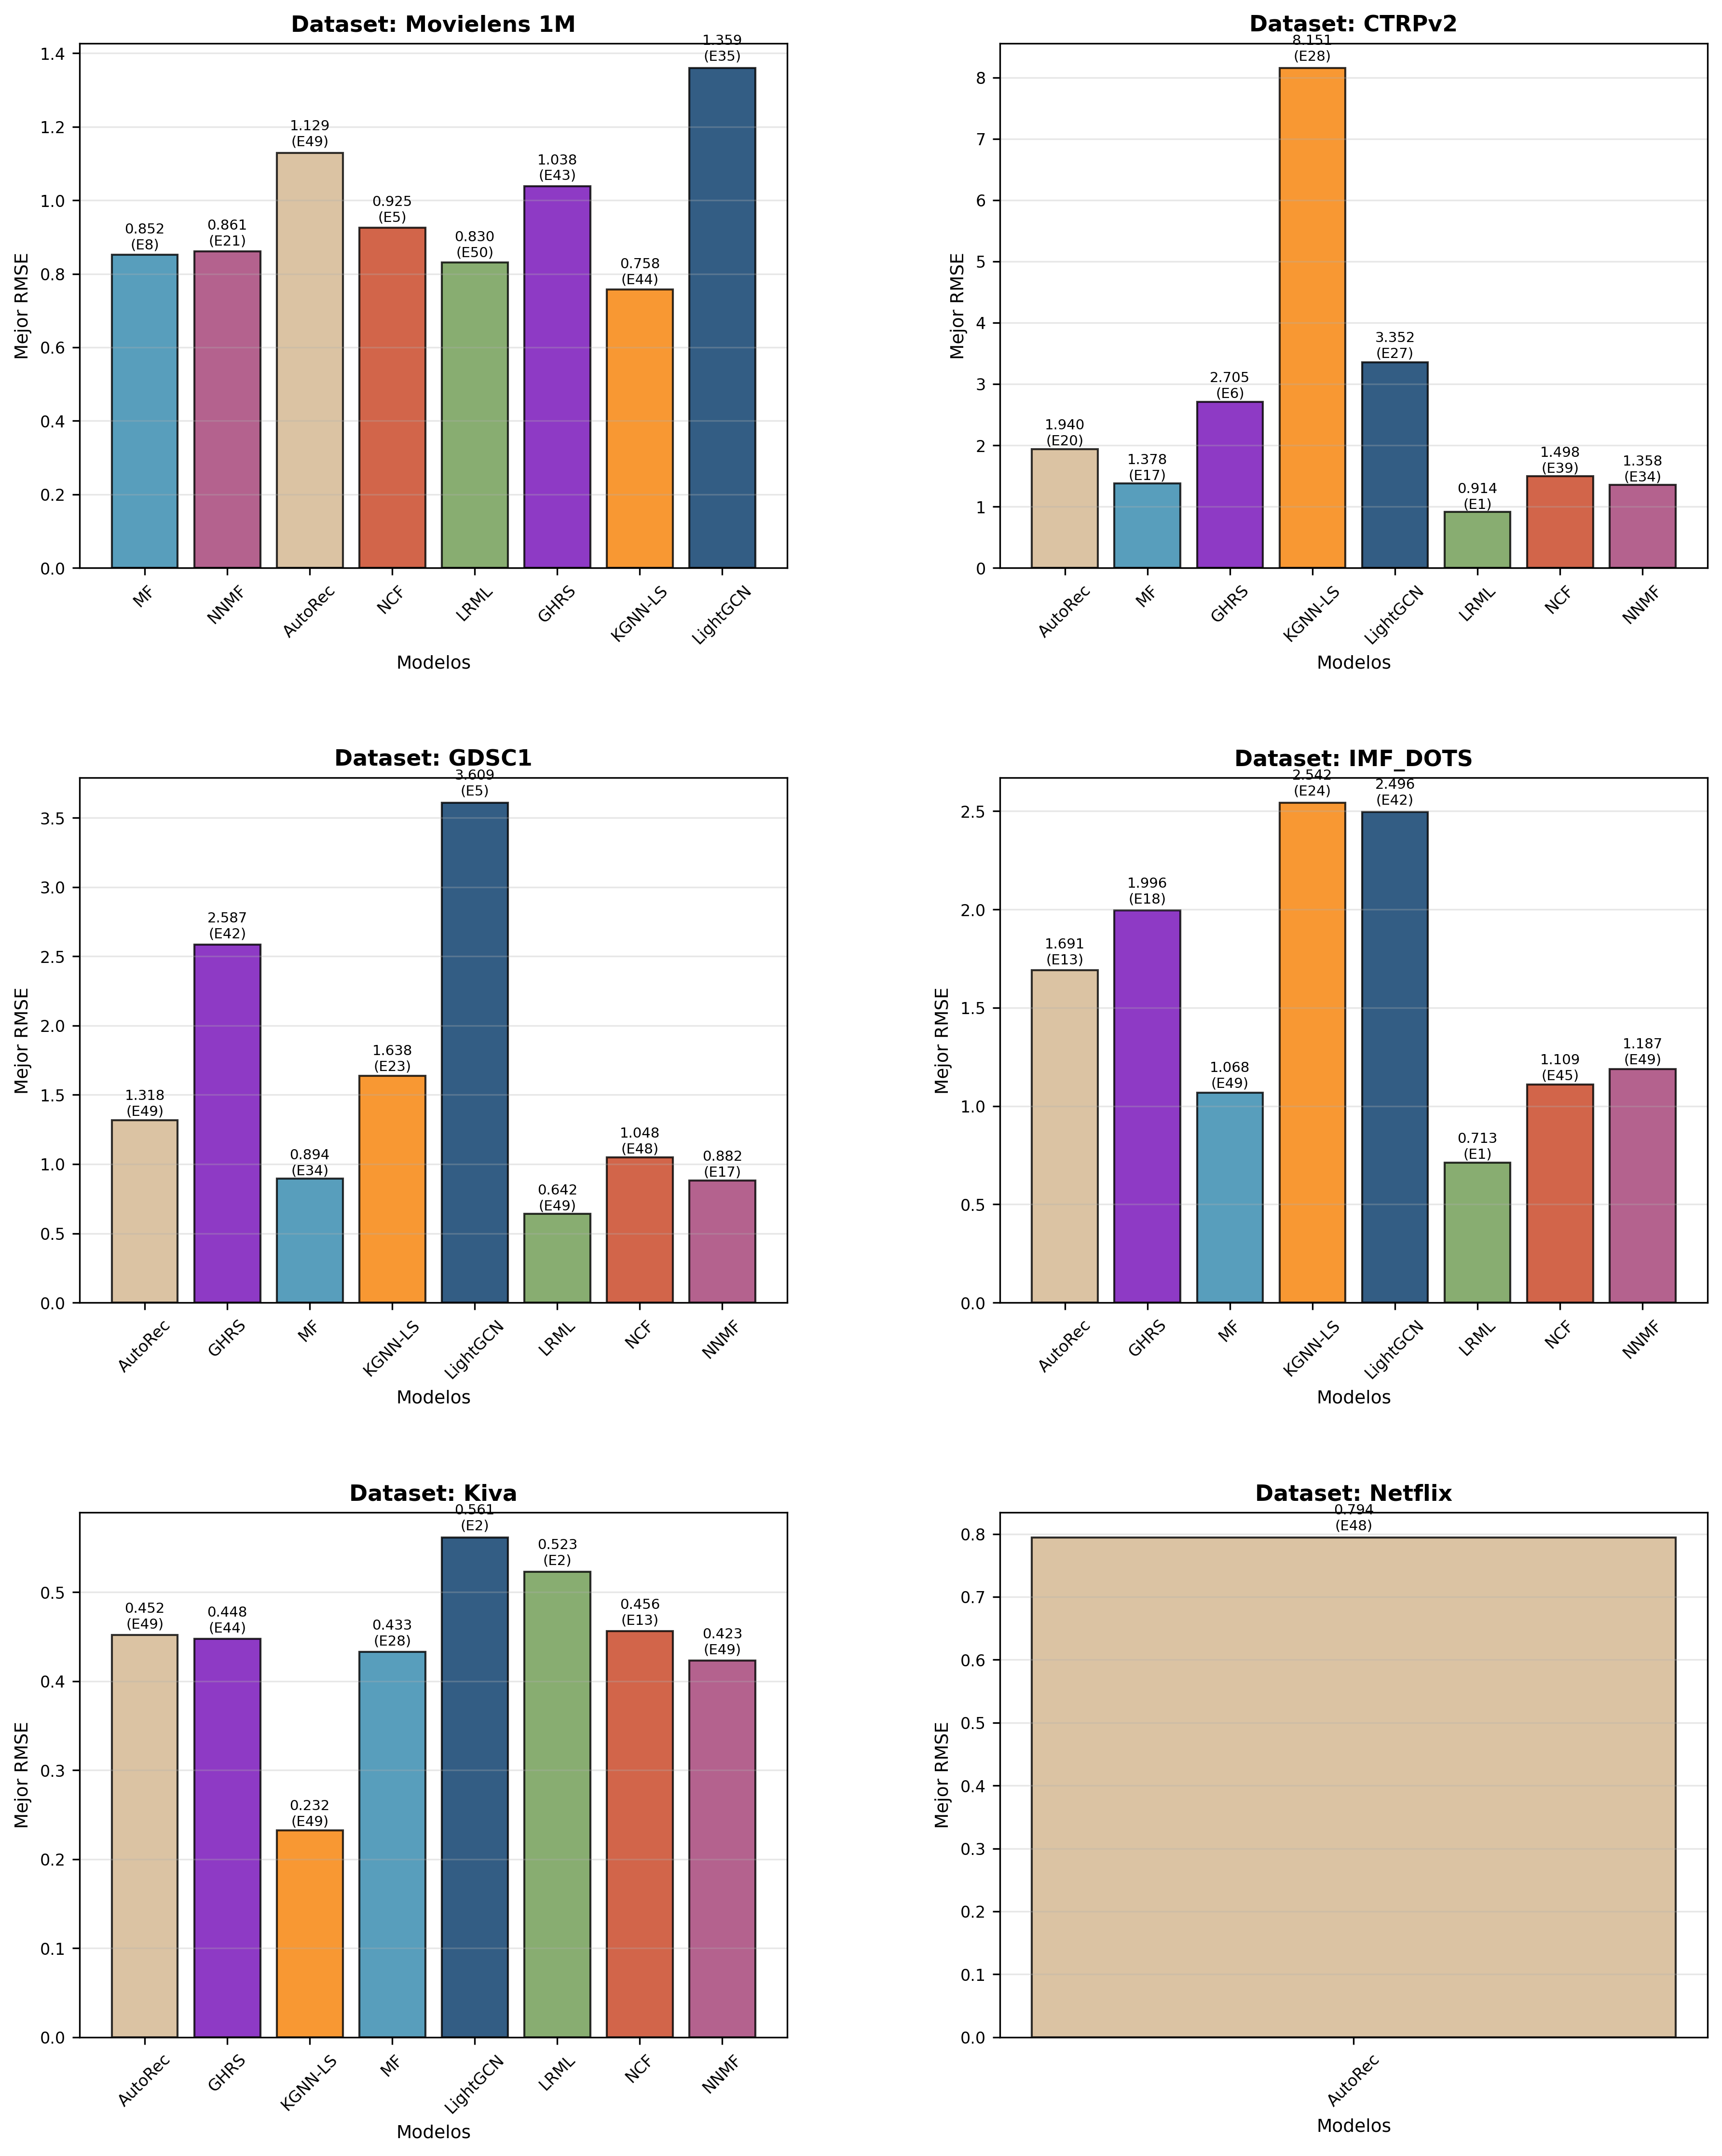 Dataset: Movielens 1M
Mejor RMSE
1.4
1.2
1.0
0.8
0.6
0.4
0.2
0.0
0.852
(E8)
0.861
(E21)
1.129
(E49)
0.925
(E5)
0.830
(E50)
1.038
(E43)
0.758
(E44)
1.359
(E35)
MF
NNMF
AutoRec
NCF
LRML
GHRS
KGNN-LS
LightGCN
Modelos
Dataset: CTRPv2
Mejor RMSE
8
7
6
5
4
3
2
1
0
1.940
(E20)
1.378
(E17)
2.705
(E6)
8.151
(E28)
3.352
(E27)
0.914
(E1)
1.498
(E39)
1.358
(E34)
AutoRec
MF
GHRS
KGNN-LS
LightGCN
LRML
NCF
NNMF
Modelos
Dataset: GDSC1
Mejor RMSE
3.5
3.0
2.5
2.0
1.5
1.0
0.5
0.0
1.318
(E49)
2.587
(E42)
0.894
(E34)
1.638
(E23)
3.609
(E5)
0.642
(E49)
1.048
(E48)
0.882
(E17)
AutoRec
GHRS
MF
KGNN-LS
LightGCN
LRML
NCF
NNMF
Modelos
Dataset: IMF_DOTS
Mejor RMSE
2.5
2.0
1.5
1.0
0.5
0.0
1.691
(E13)
1.996
(E18)
1.068
(E49)
2.542
(E24)
2.496
(E42)
0.713
(E1)
1.109
(E45)
1.187
(E49)
AutoRec
GHRS
MF
KGNN-LS
LightGCN
LRML
NCF
NNMF
Modelos
Dataset: Kiva
Mejor RMSE
0.5
0.4
0.3
0.2
0.1
0.0
0.452
(E49)
0.448
(E44)
0.232
(E49)
0.433
(E28)
0.561
(E2)
0.523
(E2)
0.456
(E13)
0.423
(E49)
AutoRec
GHRS
KGNN-LS
MF
LightGCN
LRML
NCF
NNMF
Modelos
Dataset: Netflix
Mejor RMSE
0.8
0.7
0.6
0.5
0.4
0.3
0.2
0.1
0.0
0.794
(E48)
AutoRec
Modelos